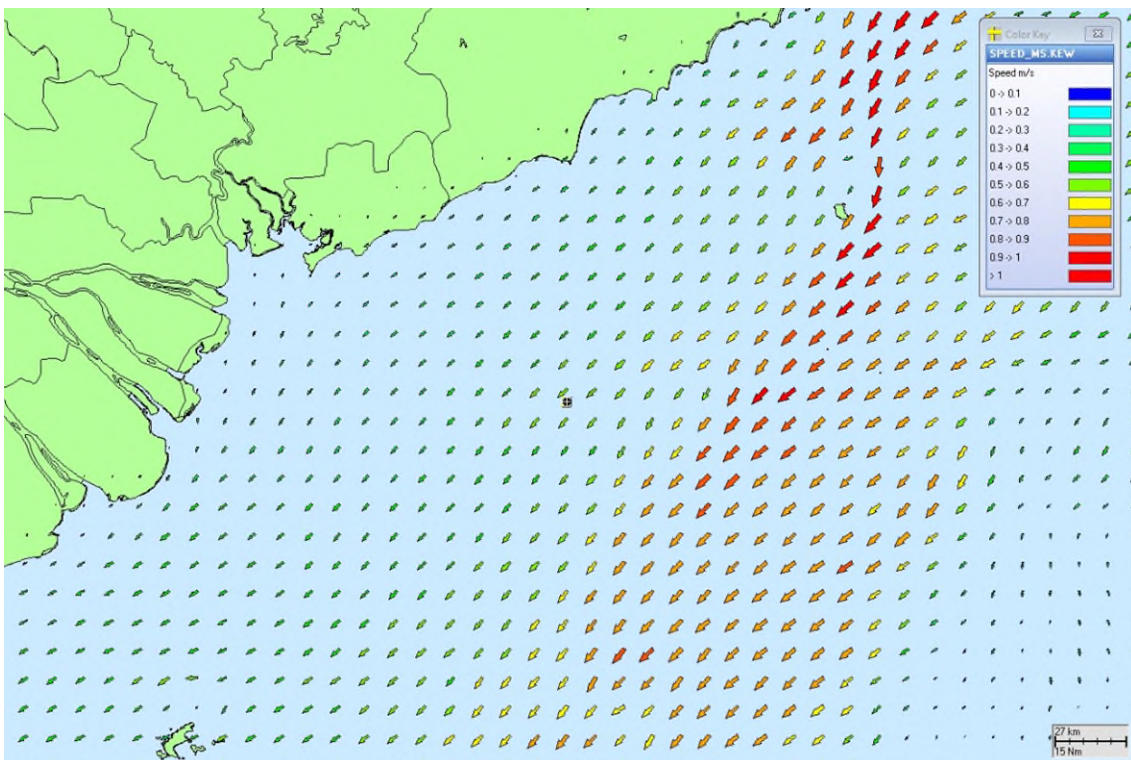 Color Key
SPEED_MS.KEW
Speed m/s
0 -> 0.1
0.1 -> 0.2
0.2 -> 0.3
0.3 -> 0.4
0.4 -> 0.5
0.5 -> 0.6
0.6 -> 0.7
0.7 -> 0.8
0.8 -> 0.9
0.9 -> 1
> 1
27 km
15 Nm